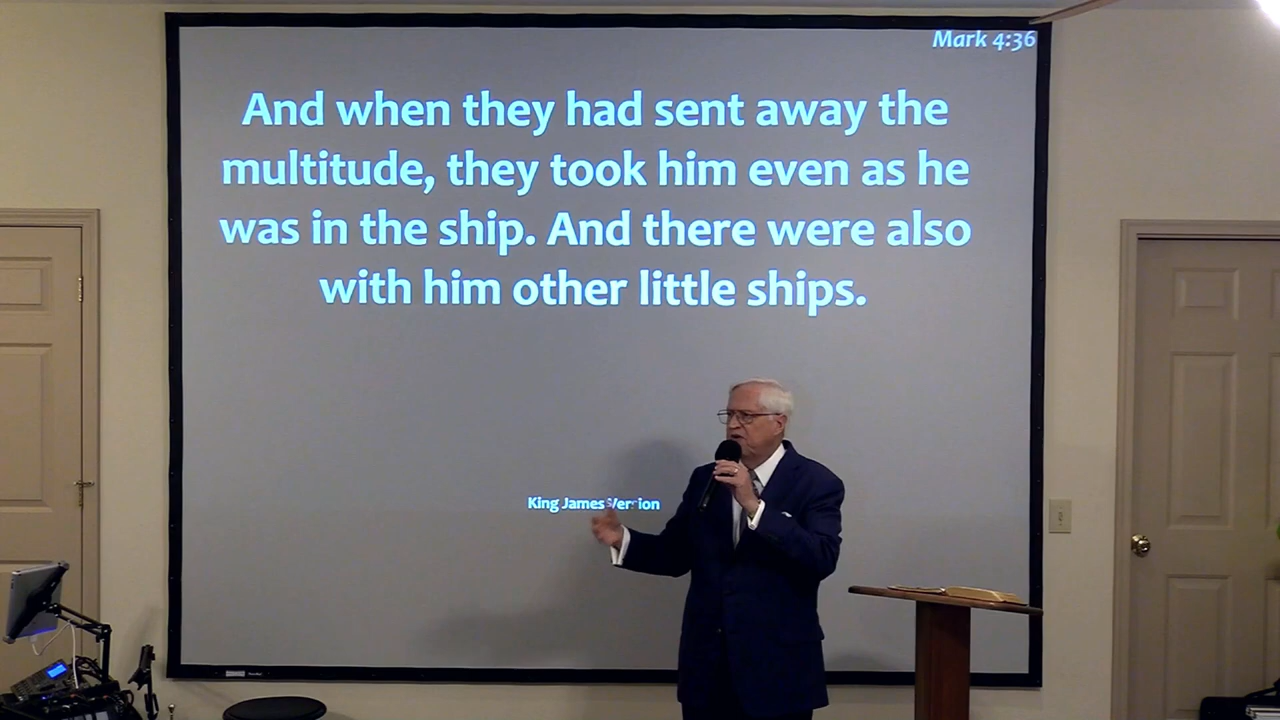 Mark 4:36
And when they had sent away the
multitude, they took him even as he
was in the ship. And there were also
with him other little ships.
King James Version